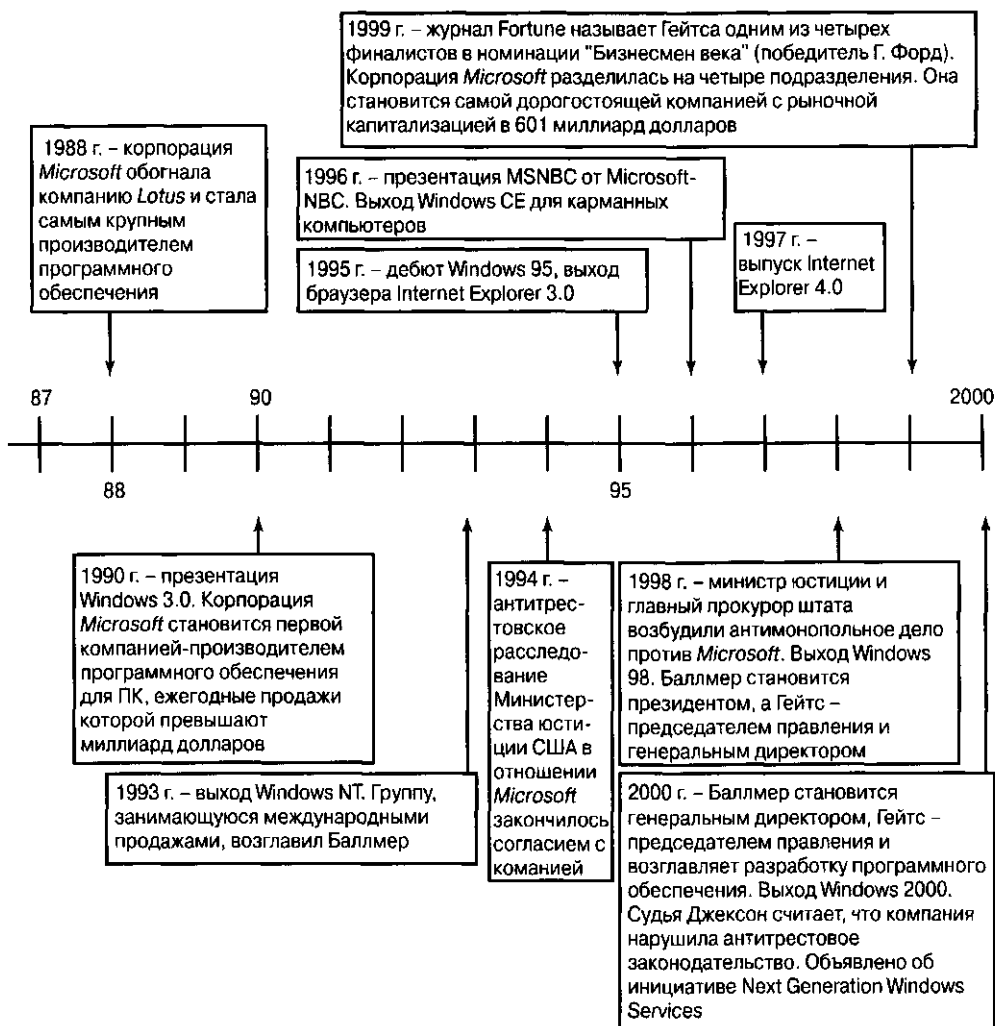 1999 г. – журнал Fortune называет Гейтса одним из четырех
финалистов в номинации "Бизнесмен века" (победитель Г. Форд).
Корпорация Microsoft разделилась на четыре подразделения. Она
становится самой дорогостоящей компанией с рыночной
капитализацией в 601 миллиард долларов
1988 г. – корпорация
Microsoft обогнала
компанию Lotus и стала
самым крупным
производителем
программного
обеспечения
1996 г. – презентация MSNBC от Microsoft-
NBC. Выход Windows CE для карманных
компьютеров
1995 г. – дебют Windows 95, выход
браузера Internet Explorer 3.0
1997 г. –
выпуск Internet
Explorer 4.0
87 90 2000
88 95
1990 г. – презентация
Windows 3.0. Корпорация
Microsoft становится первой
компанией-производителем
программного обеспечения
для ПК, ежегодные продажи
которой превышают
миллиард долларов
1993 г. – выход Windows NT. Группу,
занимающуюся международными
продажами, возглавил Баллмер
1994 г. –
антитрес-
товское
расследо-
вание
Министер-
ства юсти-
ции США в
отношении
Microsoft
закончилось
согласием с
команией
1998 г. – министр юстиции и
главный прокурор штата
возбудили антимонопольное дело
против Microsoft. Выход Windows
98. Баллмер становится
президентом, а Гейтс –
председателем правления и
генеральным директором
2000 г. – Баллмер становится
генеральным директором, Гейтс –
председателем правления и
возглавляет разработку программного
обеспечения. Выход Windows 2000.
Судья Джексон считает, что компания
нарушила антитрестовое
законодательство. Объявлено об
инициативе Next Generation Windows
Services